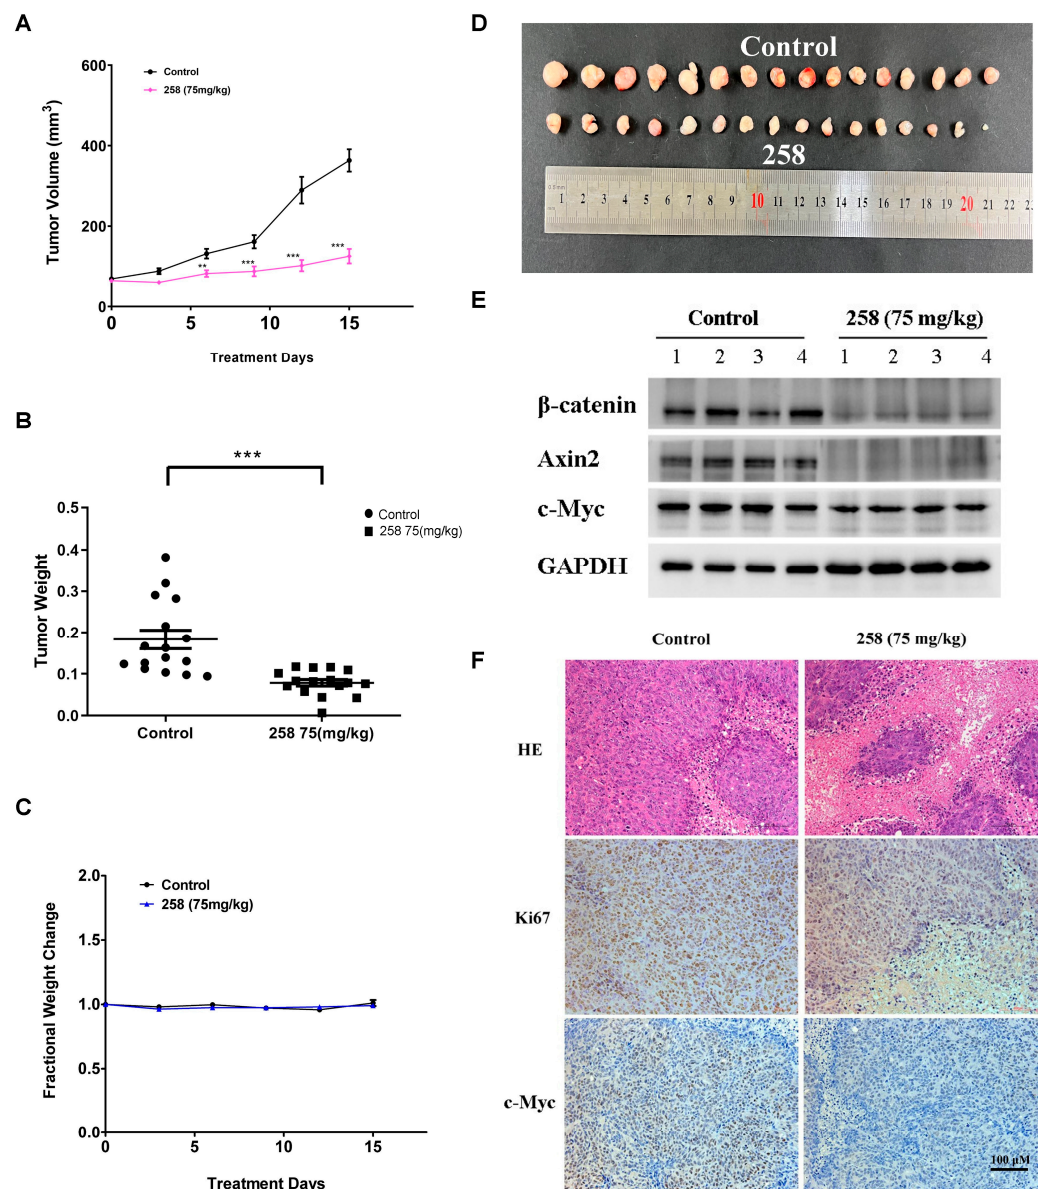 A
Control
258 (75mg/kg)
600
400
200
0
Tumor Volume (mm3)
**
***
***
***
0 5 10 15
Treatment Days
B
***
Control
258 75(mg/kg)
0.5
0.4
0.3
0.2
0.1
0.0
Tumor Weight
Control 258 75(mg/kg)
C
Control
258 (75mg/kg)
2.0
1.5
1.0
0.5
0.0
Fractional Weight Change
0 5 10 15
Treatment Days
D
Control
258
1 2 3 4 5 6 7 8 9 10 11 12 13 14 15 16 17 18 19 20 21 22 23
E
Control 258 (75 mg/kg)
1 2 3 4 1 2 3 4
β-catenin
Axin2
c-Myc
GAPDH
F
Control 258 (75 mg/kg)
HE
Ki67
c-Myc
100 μM